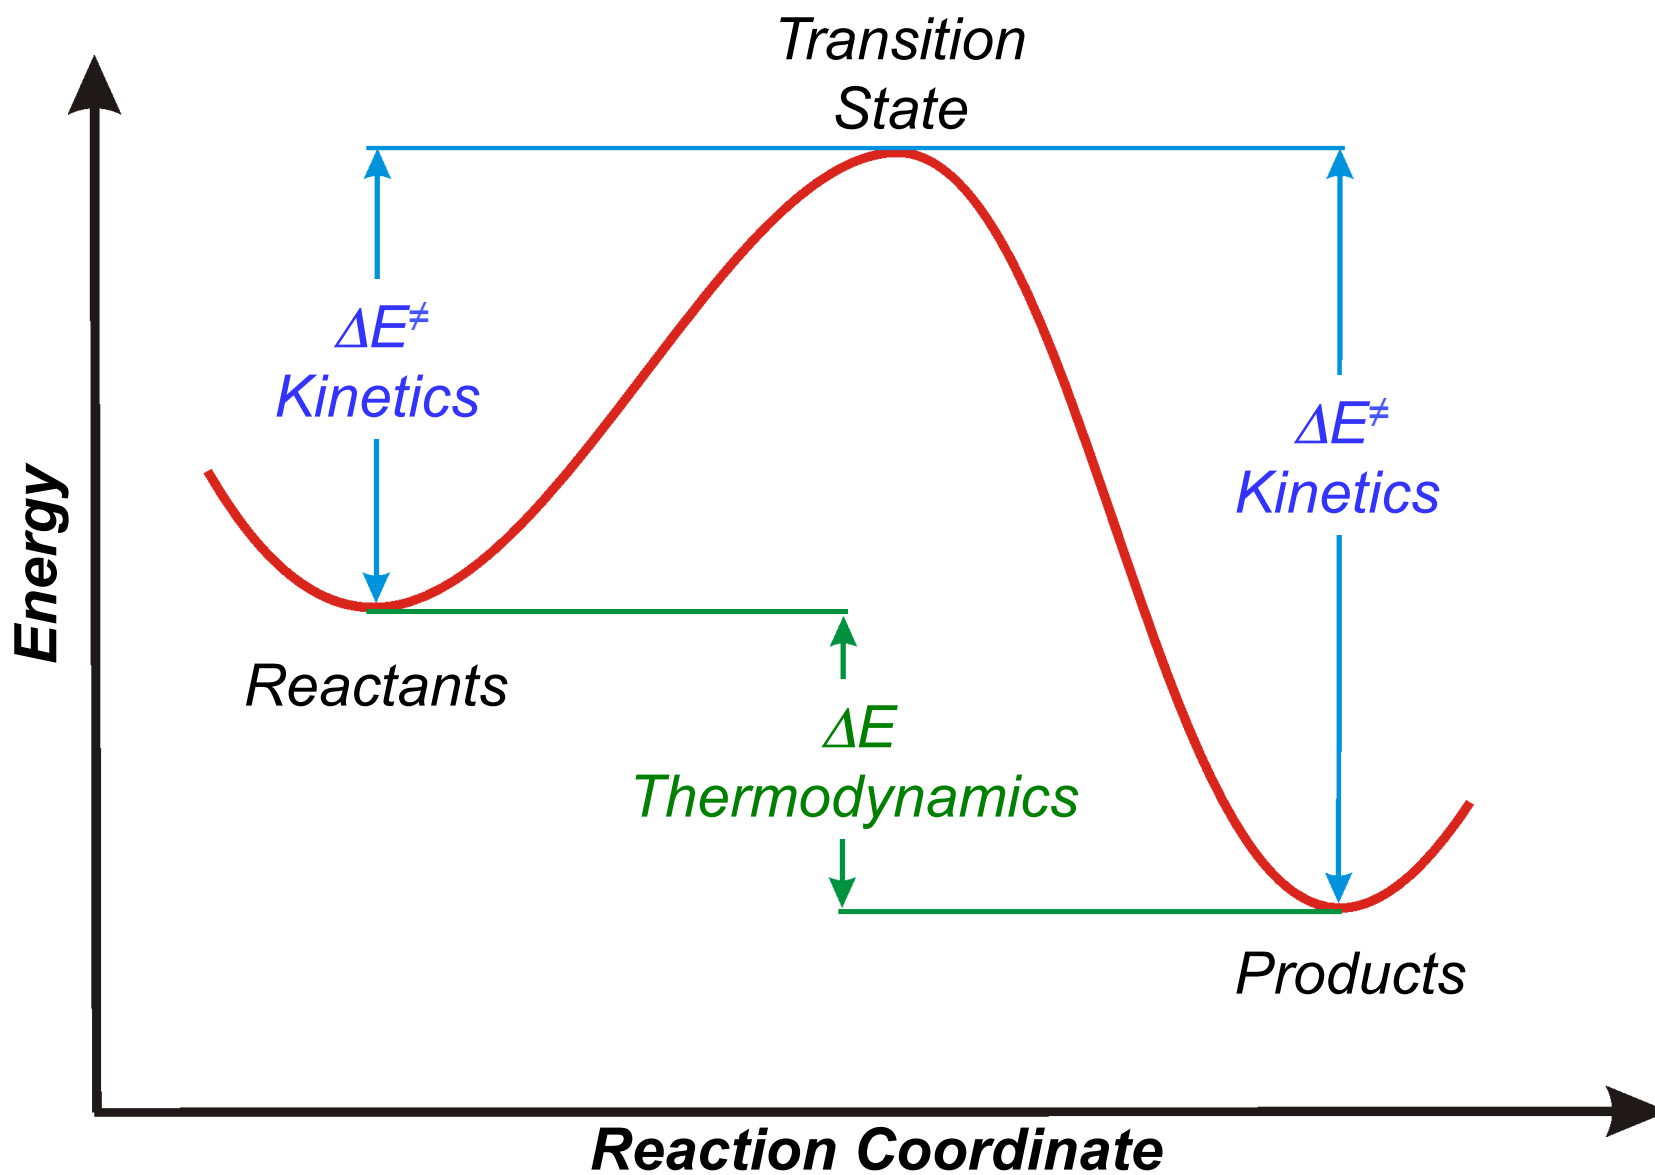 Transition
State
ΔE≠
Kinetics
ΔE≠
Kinetics
Energy
Reactants
ΔE
Thermodynamics
Products
Reaction Coordinate